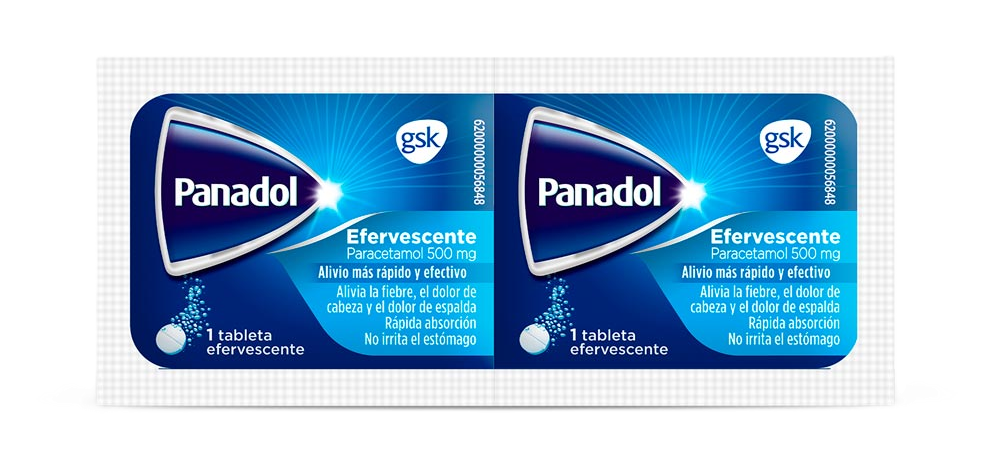 Panadol
gsk
6200000056848
Efervescente
Paracetamol 500 mg
Alivio más rápido y efectivo
Alivia la fiebre, el dolor de
cabeza y el dolor de espalda
Rápida absorción
No irrita el estómago
1 tableta
efervescente
Panadol
gsk
6200000056848
Efervescente
Paracetamol 500 mg
Alivio más rápido y efectivo
Alivia la fiebre, el dolor de
cabeza y el dolor de espalda
Rápida absorción
No irrita el estómago
1 tableta
efervescente